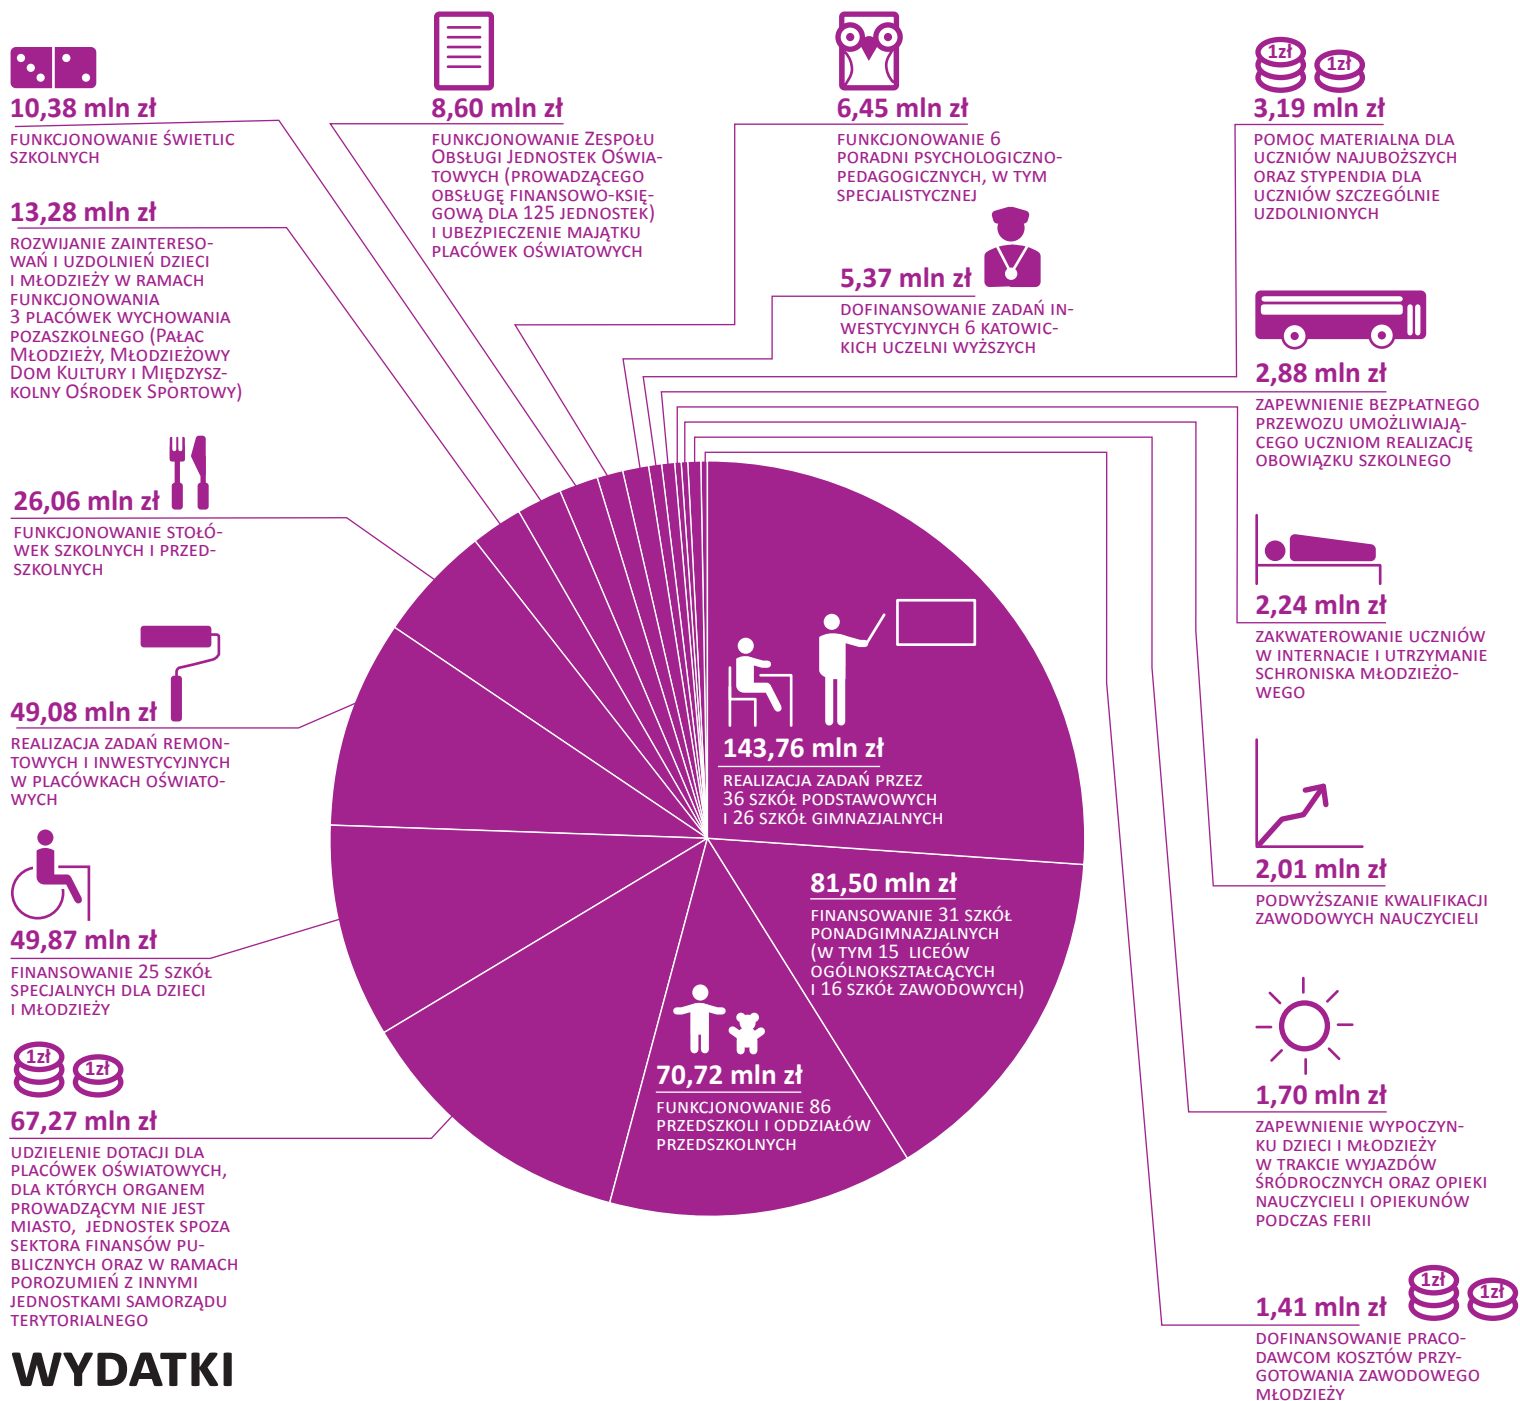 10,38 mln zł
FUNKCJONOWANIE ŚWIETLIC
SZKOLNYCH
13,28 mln zł
ROZWIJANIE ZAINTERESO-
WAŃ I UZDOLNIEŃ DZIECI
I MŁODZIEŻY W RAMACH
FUNKCJONOWANIA
3 PLACÓWEK WYCHOWANIA
POZASZKOLNEGO (PAŁAC
MŁODZIEŻY, MŁODZIEŻOWY
DOM KULTURY I MIĘDZYSZ-
KOLNY OŚRODEK SPORTOWY)
26,06 mln zł
FUNKCJONOWANIE STOŁÓ-
WEK SZKOLNYCH I PRZED-
SZKOLNYCH
49,08 mln zł
REALIZACJA ZADAŃ REMON-
TOWYCH I INWESTYCYJNYCH
W PLACÓWKACH OŚWIATO-
WYCH
49,87 mln zł
FINANSOWANIE 25 SZKÓŁ
SPECJALNYCH DLA DZIECI
I MŁODZIEŻY
1zł
1zł
67,27 mln zł
UDZIELENIE DOTACJI DLA
PLACÓWEK OŚWIATOWYCH,
DLA KTÓRYCH ORGANEM
PROWADZĄCYM NIE JEST
MIASTO, JEDNOSTEK SPOZA
SEKTORA FINANSÓW PU-
BLICZNYCH ORAZ W RAMACH
POROZUMIEŃ Z INNYMI
JEDNOSTKAMI SAMORZĄDU
TERYTORIALNEGO
WYDATKI
8,60 mln zł
FUNKCJONOWANIE ZESPOŁU
OBSŁUGI JEDNOSTEK OŚWIA-
TOWYCH (PROWADZĄCEGO
OBSŁUGĘ FINANSOWO-KSIĘ-
GOWĄ DLA 125 JEDNOSTEK)
I UBEZPIECZENIE MAJĄTKU
PLACÓWEK OŚWIATOWYCH
6,45 mln zł
FUNKCJONOWANIE 6
PORADNI PSYCHOLOGICZNO-
PEDAGOGICZNYCH, W TYM
SPECJALISTYCZNEJ
5,37 mln zł
DOFINANSOWANIE ZADAŃ IN-
WESTYCYJNYCH 6 KATOWIC-
KICH UCZELNI WYŻSZYCH
143,76 mln zł
REALIZACJA ZADAŃ PRZEZ
36 SZKÓŁ PODSTAWOWYCH
I 26 SZKÓŁ GIMNAZJALNYCH
81,50 mln zł
FINANSOWANIE 31 SZKÓŁ
PONADGIMNAZJALNYCH
(W TYM 15 LICEÓW
OGÓLNOKSZTAŁCĄCYCH
I 16 SZKÓŁ ZAWODOWYCH)
70,72 mln zł
FUNKCJONOWANIE 86
PRZEDSZKOLI I ODDZIAŁÓW
PRZEDSZKOLNYCH
1zł
1zł
3,19 mln zł
POMOC MATERIALNA DLA
UCZNIÓW NAJUBOŻSZYCH
ORAZ STYPENDIA DLA
UCZNIÓW SZCZEGÓLNIE
UZDOLNIONYCH
2,88 mln zł
ZAPEWNIENIE BEZPŁATNEGO
PRZEWOZU UMOŻLIWIAJĄ-
CEGO UCZNIOM REALIZACJĘ
OBOWIĄZKU SZKOLNEGO
2,24 mln zł
ZAKWATEROWANIE UCZNIÓW
W INTERNACIE I UTRZYMANIE
SCHRONISKA MŁODZIEŻO-
WEGO
2,01 mln zł
PODWYŻSZANIE KWALIFIKACJI
ZAWODOWYCH NAUCZYCIELI
1,70 mln zł
ZAPEWNIENIE WYPOCZYN-
KU DZIECI I MŁODZIEŻY
W TRAKCIE WYJAZDÓW
ŚRÓDROCZNYCH ORAZ OPIEKI
NAUCZYCIELI I OPIEKUNÓW
PODCZAS FERII
1zł
1zł
1,41 mln zł
DOFINANSOWANIE PRACO-
DAWCOM KOSZTÓW PRZY-
GOTOWANIA ZAWODOWEGO
MŁODZIEŻY